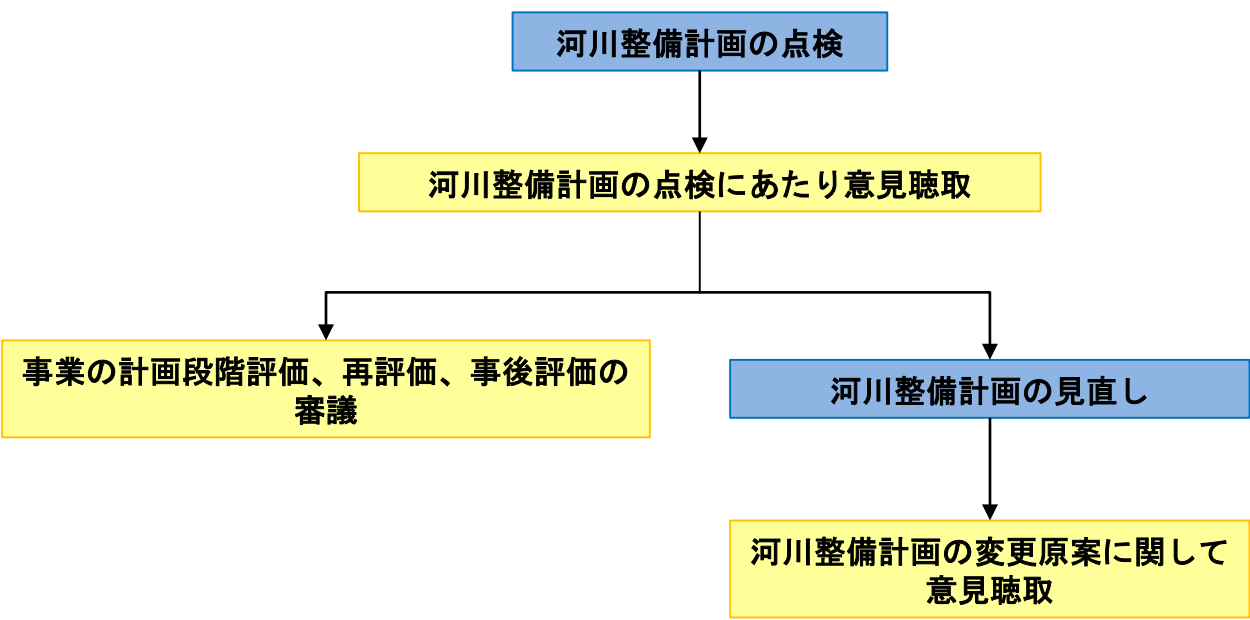 河川整備計画の点検
河川整備計画の点検にあたり意見聴取
事業の計画段階評価、再評価、事後評価の
審議
河川整備計画の見直し
河川整備計画の変更原案に関して
意見聴取